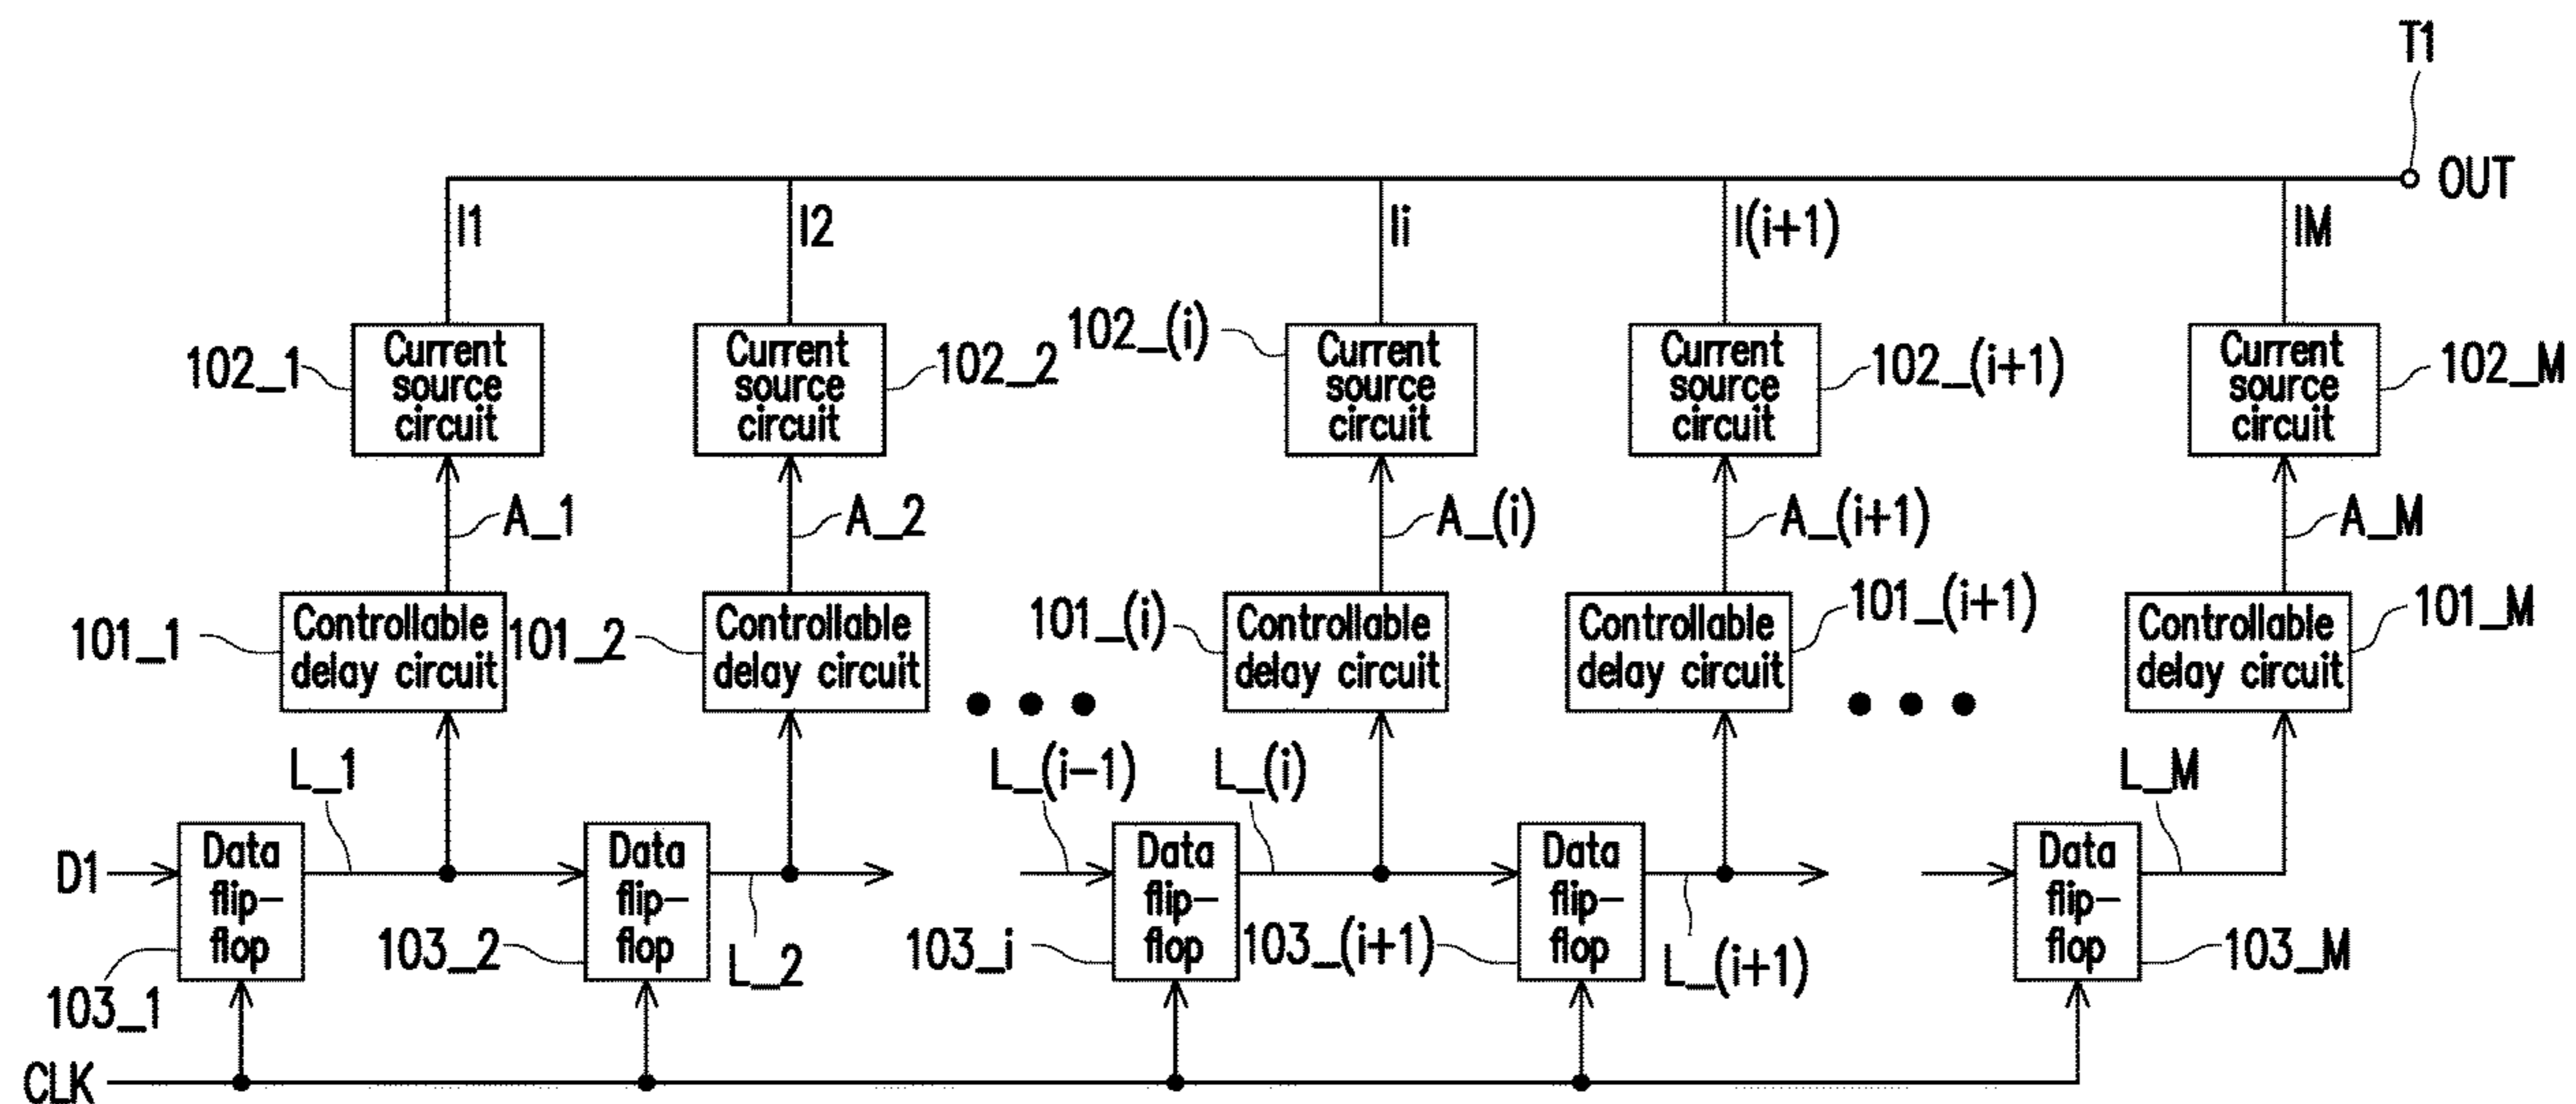 T1
OUT
I1
I2
Ii
I(i+1)
IM
102_1
Current
source
circuit
Current
source
circuit
102_2
102_(i)
Current
source
circuit
Current
source
circuit
102_(i+1)
Current
source
circuit
102_M
A_1
A_2
A_(i)
A_(i+1)
A_M
101_1
Controllable
delay circuit
101_2
Controllable
delay circuit
101_(i)
Controllable
delay circuit
Controllable
delay circuit
101_(i+1)
Controllable
delay circuit
101_M
L_1
L_(i-1)
L_(i)
L_M
D1
Data
flip-
flop
103_1
Data
flip-
flop
103_2
L_2
Data
flip-
flop
103_i
Data
flip-
flop
103_(i+1)
L_(i+1)
Data
flip-
flop
103_M
CLK